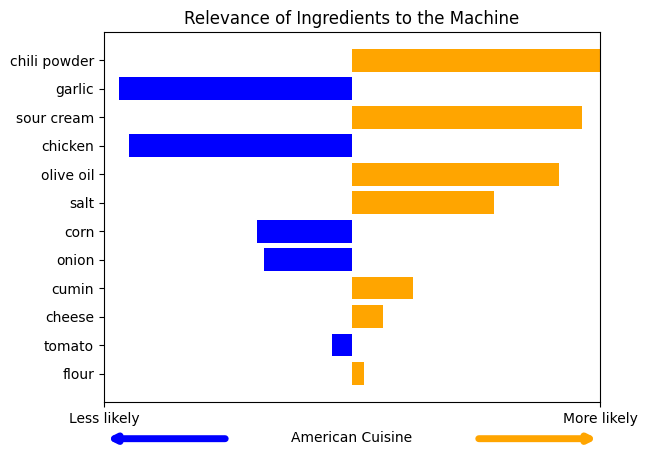 Relevance of Ingredients to the Machine
chili powder
garlic
sour cream
chicken
olive oil
salt
corn
onion
cumin
cheese
tomato
flour
Less likely
More likely
American Cuisine